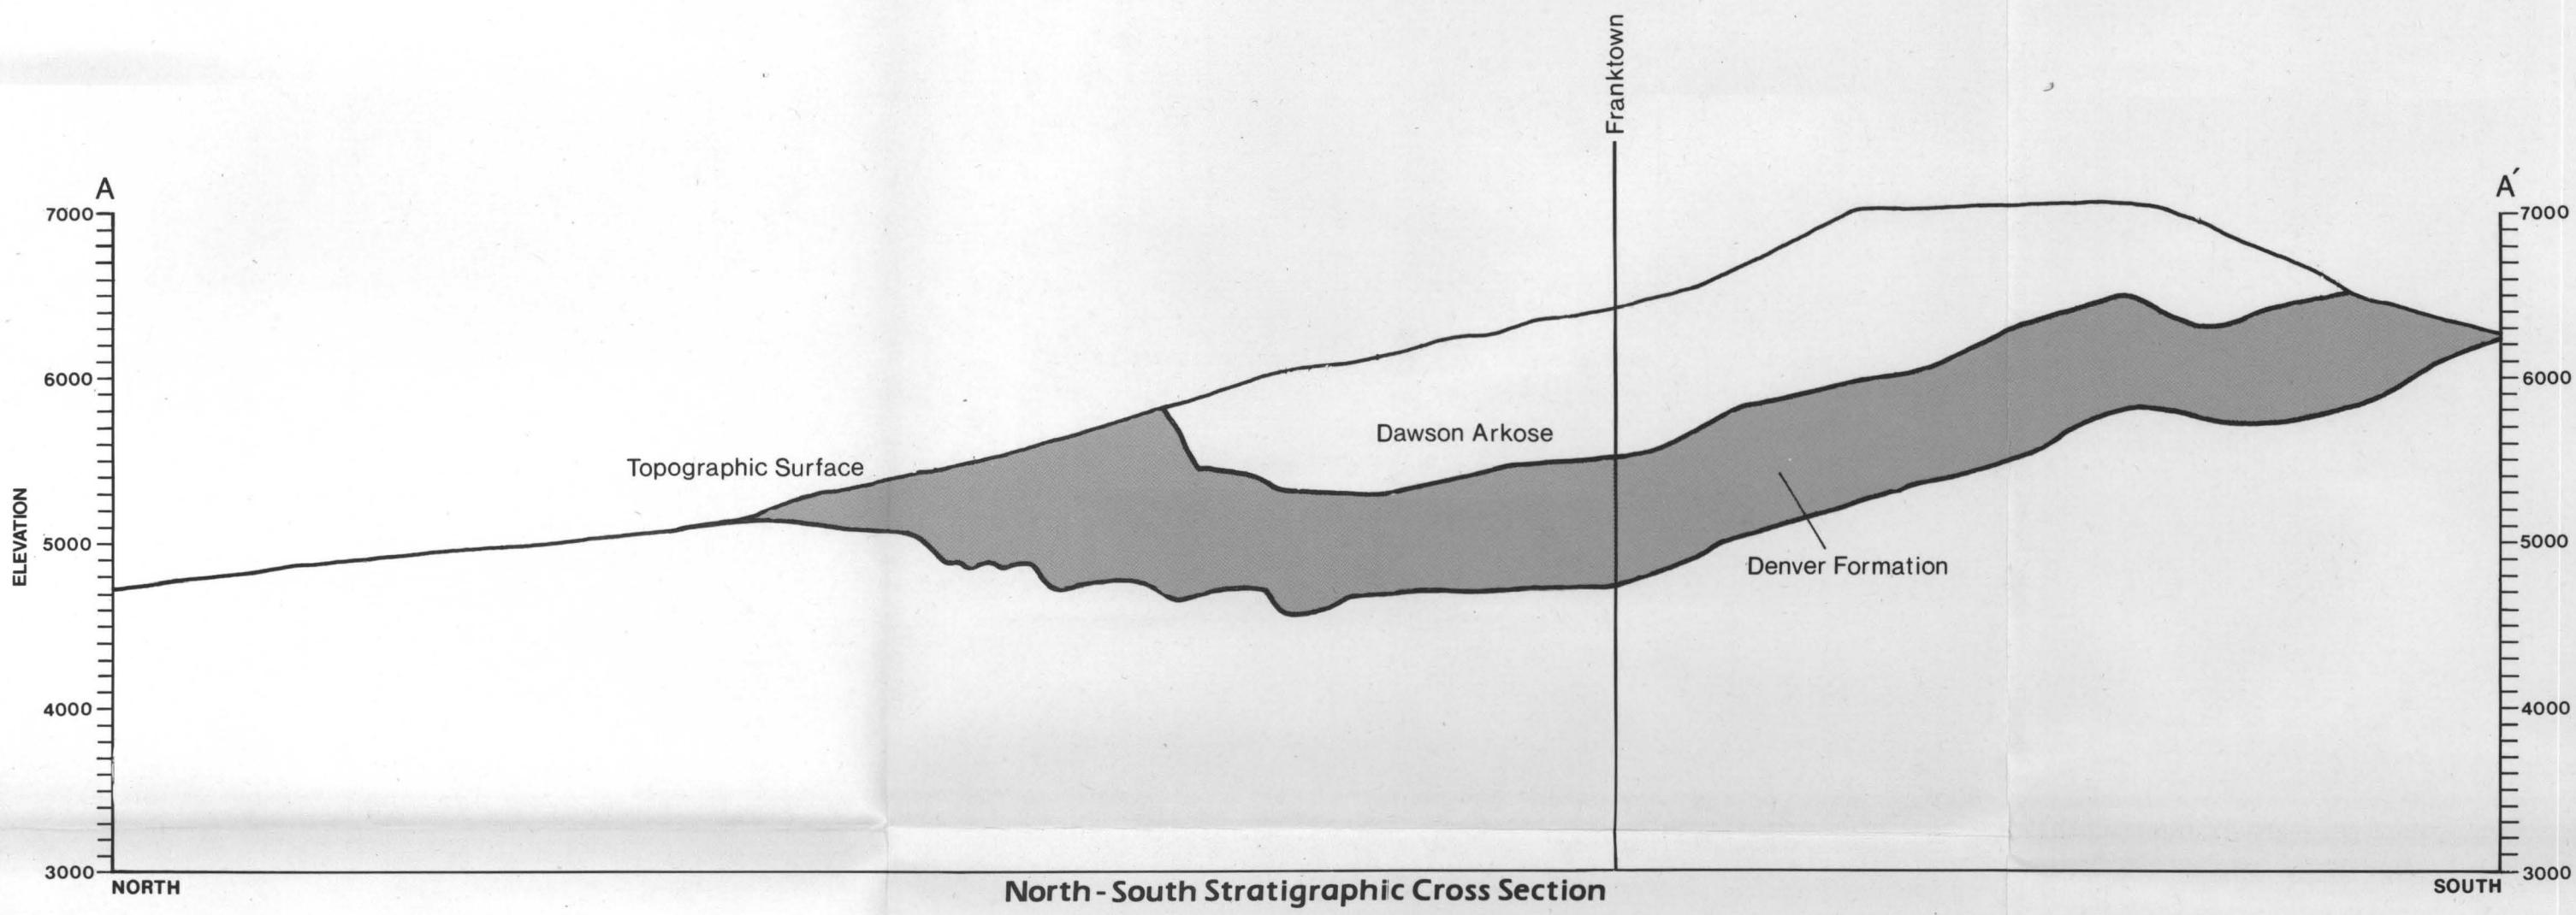 Franktown
A
A´
7000
7000
6000
6000
Dawson Arkose
Topographic Surface
ELEVATION
5000
5000
Denver Formation
4000
4000
3000
3000
NORTH
North-South Stratigraphic Cross Section
SOUTH